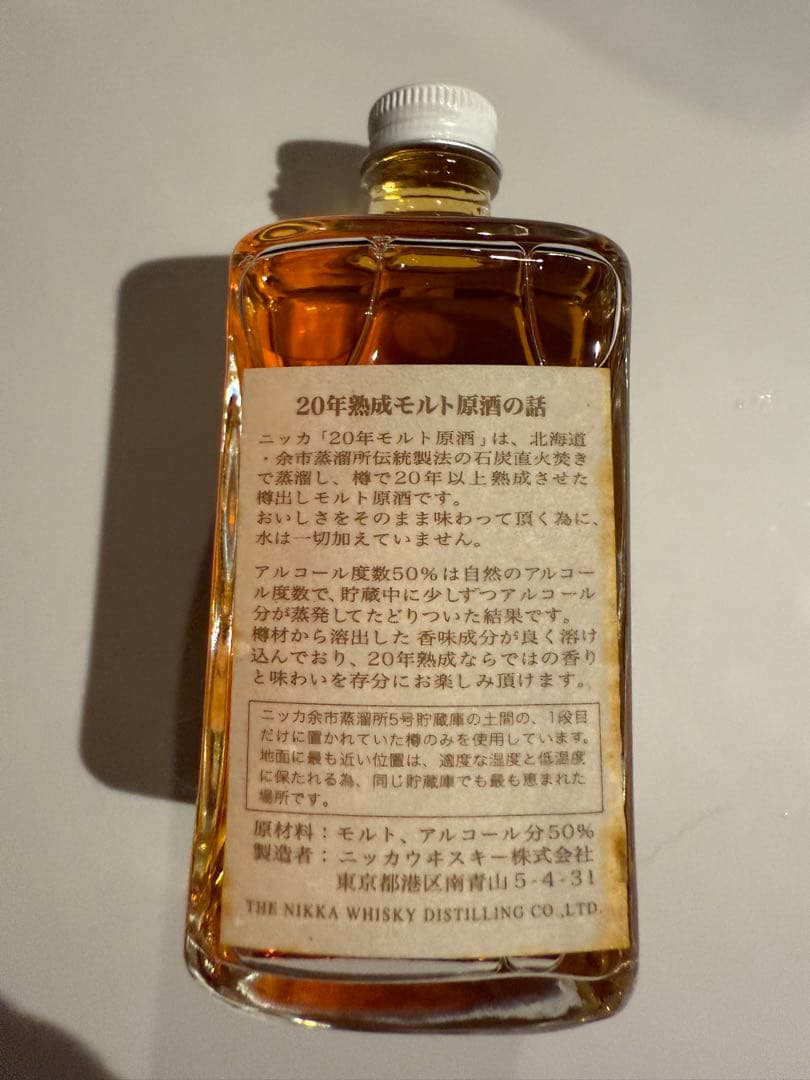 20年熟成モルト原酒の話
ニッカ「20年モルト原酒」は、北海道
・余市蒸溜所伝統製法の石炭直火焚き
で蒸溜し、樽で20年以上熟成させた
樽出しモルト原酒です。
おいしさをそのまま味わって頂く為に、
水は一切加えていません。
アルコール度数50%は自然のアルコー
ル度数で、貯蔵中に少しずつアルコール
分が蒸発してたどりついた結果です。
樽材から溶出した香味成分が良く溶け
込んでおり、20年熟成ならではの香り
と味わいを存分にお楽しみ頂けます。
ニッカ余市蒸溜所5号貯蔵庫の土間の、1段目
だけに置かれていた樽のみを使用しています。
地面に最も近い位置は、適度な湿度と低温度
に保たれる為、同じ貯蔵庫でも最も恵まれた
場所です。
原材料：モルト、アルコール分50%
製造者：ニッカウヰスキー株式会社
東京都港区南青山5-4-31
THE NIKKA WHISKY DISTILLING CO.,LTD.